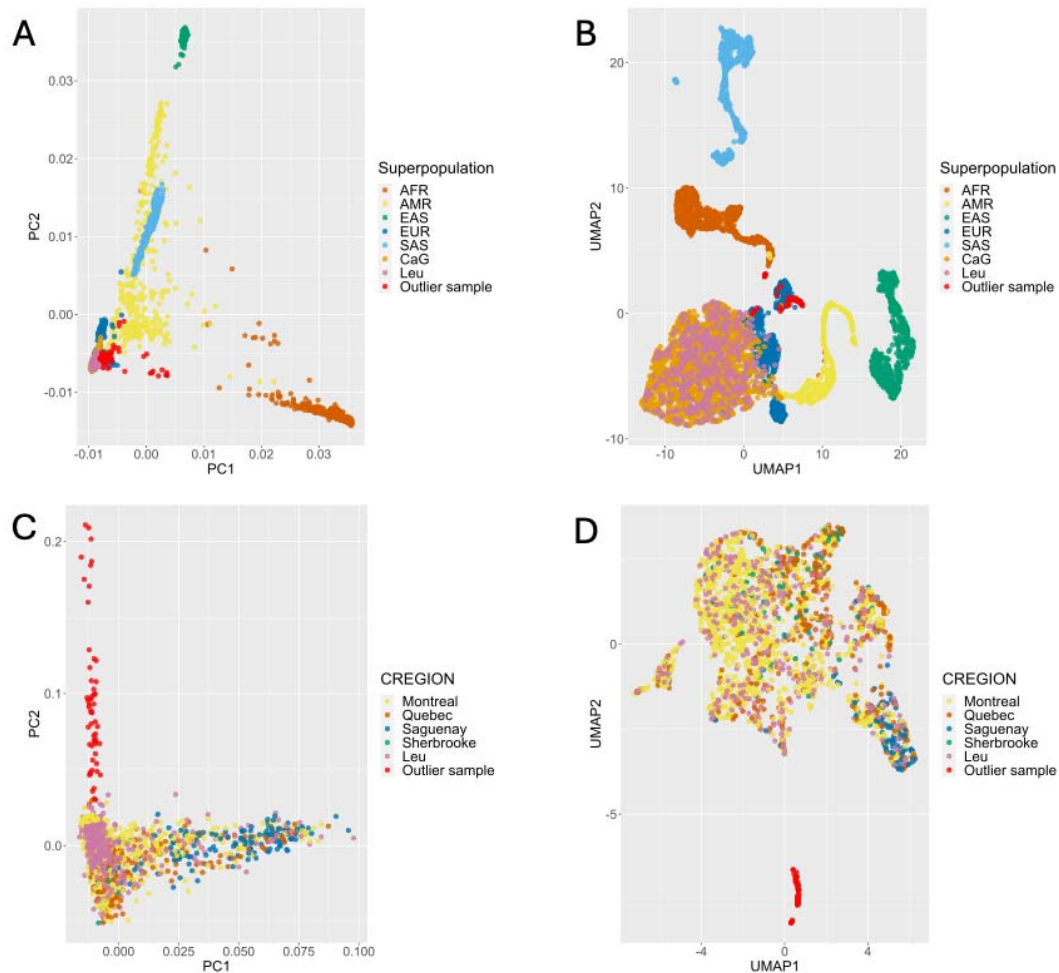 A
PC2
0.03
0.02
0.01
0.00
-0.01
-0.01
0.00
0.01
0.02
0.03
PC1
Superpopulation
AFR
AMR
EAS
EUR
SAS
CaG
Leu
Outlier sample
B
UMAP2
20
10
0
-10
-10
0
10
20
UMAP1
Superpopulation
AFR
AMR
EAS
EUR
SAS
CaG
Leu
Outlier sample
C
PC2
0.2
0.1
0.0
0.000
0.025
0.050
0.075
0.100
PC1
CREGION
Montreal
Quebec
Saguenay
Sherbrooke
Leu
Outlier sample
D
UMAP2
0
-5
-4
0
4
UMAP1
CREGION
Montreal
Quebec
Saguenay
Sherbrooke
Leu
Outlier sample